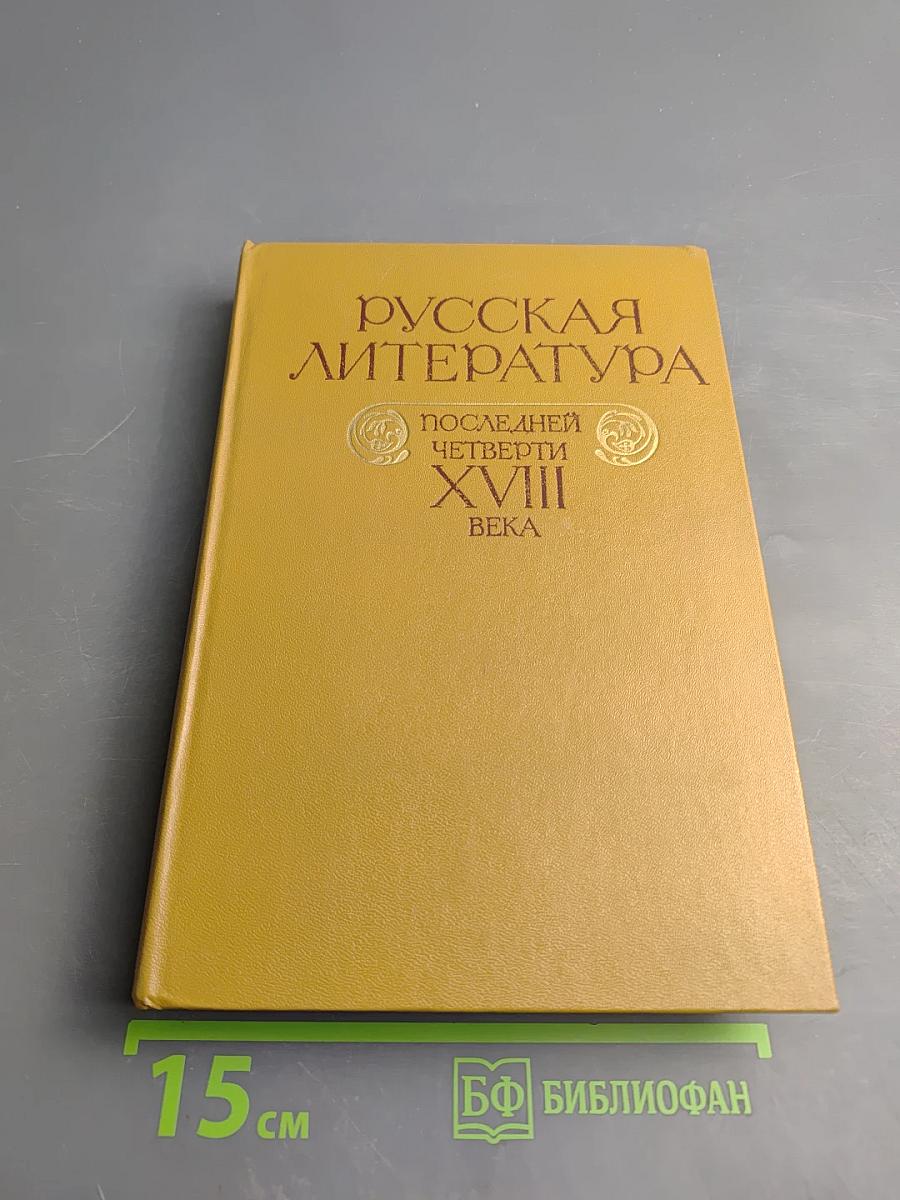 РУССКАЯ
ЛИТЕРАТУРА
ПОСЛЕДНЕЙ
ЧЕТВЕРТИ
XVIII
ВЕКА
15 см
БФ БИБЛИОФАН